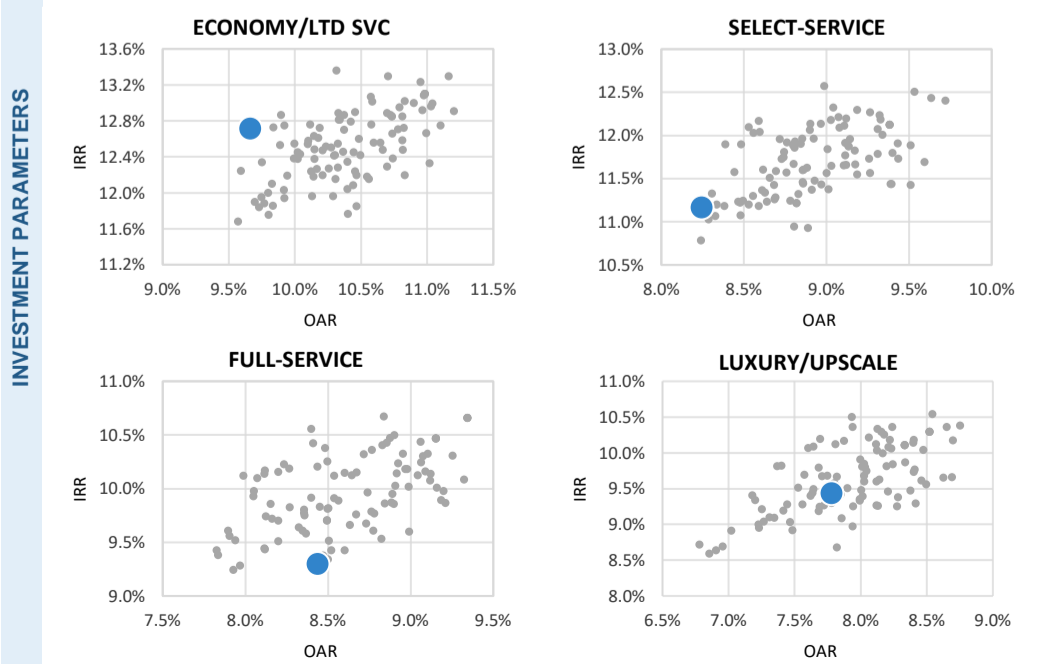 INVESTMENT PARAMETERS
ECONOMY/LTD SVC
13.6%
13.2%
12.8%
12.4%
12.0%
11.6%
11.2%
IRR
9.0% 9.5% 10.0% 10.5% 11.0% 11.5%
OAR
SELECT-SERVICE
13.0%
12.5%
12.0%
11.5%
11.0%
10.5%
IRR
8.0% 8.5% 9.0% 9.5% 10.0%
OAR
FULL-SERVICE
11.0%
10.5%
10.0%
9.5%
9.0%
IRR
7.5% 8.0% 8.5% 9.0% 9.5%
OAR
LUXURY/UPSCALE
11.0%
10.5%
10.0%
9.5%
9.0%
8.5%
8.0%
IRR
6.5% 7.0% 7.5% 8.0% 8.5% 9.0%
OAR